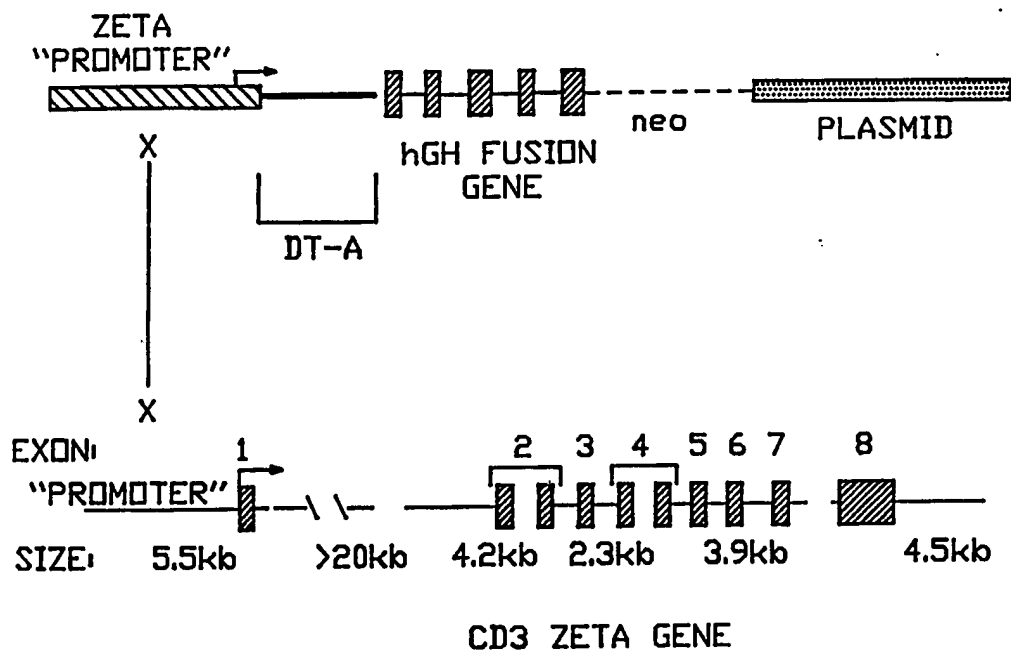 ZETA
"PROMOTER"
neo
PLASMID
hGH FUSION
GENE
X
DT-A
X
EXON: 1 2 3 4 5 6 7 8
"PROMOTER"
SIZE: 5.5kb >20kb 4.2kb 2.3kb 3.9kb 4.5kb
CD3 ZETA GENE